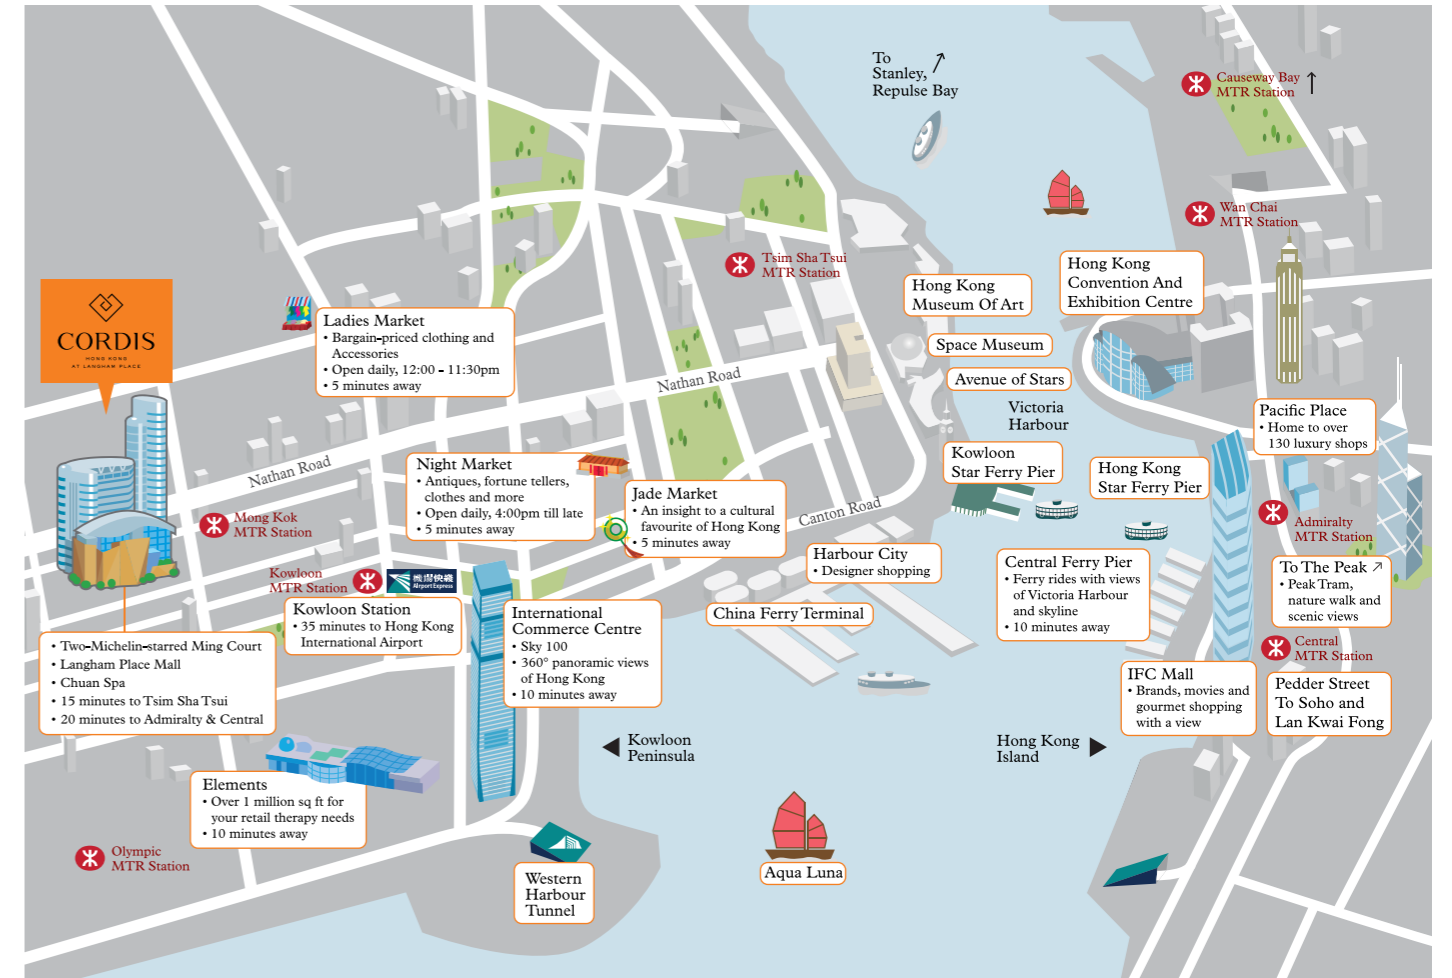 To
Stanley,
Repulse Bay
Causeway Bay
MTR Station
Wan Chai
MTR Station
Tsim Sha Tsui
MTR Station
Hong Kong
Convention And
Exhibition Centre
Hong Kong
Museum Of Art
CORDIS
HONG KONG
AT LANGHAM PLACE
Ladies Market
• Bargain-priced clothing and
Accessories
• Open daily, 12:00 - 11:30pm
• 5 minutes away
Space Museum
Avenue of Stars
Nathan Road
Victoria
Harbour
Pacific Place
• Home to over
130 luxury shops
Nathan Road
Night Market
• Antiques, fortune tellers,
clothes and more
• Open daily, 4:00pm till late
• 5 minutes away
Kowloon
Star Ferry Pier
Hong Kong
Star Ferry Pier
Jade Market
• An insight to a cultural
favourite of Hong Kong
• 5 minutes away
Canton Road
Mong Kok
MTR Station
Admiralty
MTR Station
Harbour City
• Designer shopping
Central Ferry Pier
• Ferry rides with views
of Victoria Harbour
and skyline
• 10 minutes away
To The Peak
• Peak Tram,
nature walk and
scenic views
Kowloon
MTR Station
機場快綫
Airport Express
Kowloon Station
• 35 minutes to Hong Kong
International Airport
International
Commerce Centre
• Sky 100
• 360° panoramic views
of Hong Kong
• 10 minutes away
China Ferry Terminal
• Two-Michelin-starred Ming Court
• Langham Place Mall
• Chuan Spa
• 15 minutes to Tsim Sha Tsui
• 20 minutes to Admiralty & Central
Central
MTR Station
IFC Mall
• Brands, movies and
gourmet shopping
with a view
Pedder Street
To Soho and
Lan Kwai Fong
Kowloon
Peninsula
Hong Kong
Island
Elements
• Over 1 million sq ft for
your retail therapy needs
• 10 minutes away
Olympic
MTR Station
Western
Harbour
Tunnel
Aqua Luna